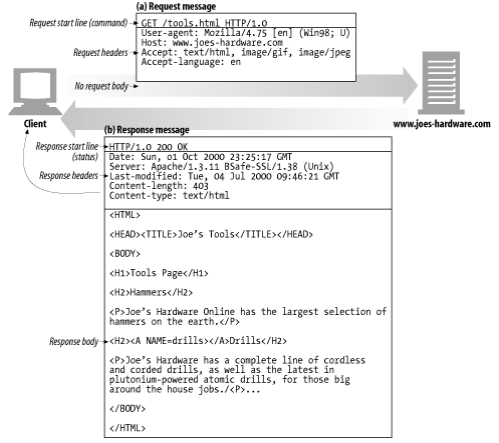 (a) Request message
Request start line (command)
GET /tools.html HTTP/1.0
User-agent: Mozilla/4.75 [en] (Win98; U)
Host: www.joes-hardware.com
Request headers
Accept: text/html, image/gif, image/jpeg
Accept-language: en
No request body
Client
www.joes-hardware.com
(b) Response message
Response start line
(status)
HTTP/1.0 200 OK
Date: Sun, 01 Oct 2000 23:25:17 GMT
Server: Apache/1.3.11 BSafe-SSL/1.38 (Unix)
Response headers
Last-modified: Tue, 04 Jul 2000 09:46:21 GMT
Content-length: 403
Content-type: text/html
<HTML>
<HEAD><TITLE>Joe's Tools</TITLE></HEAD>
<BODY>
<H1>Tools Page</H1>
<H2>Hammers</H2>
<P>Joe's Hardware Online has the largest selection of
hammers on the earth.</P>
Response body
<H2><A NAME=drills></A>Drills</H2>
<P>Joe's Hardware has a complete line of cordless
and corded drills, as well as the latest in
plutonium-powered atomic drills, for those big
around the house jobs./<P>...
</BODY>
</HTML>